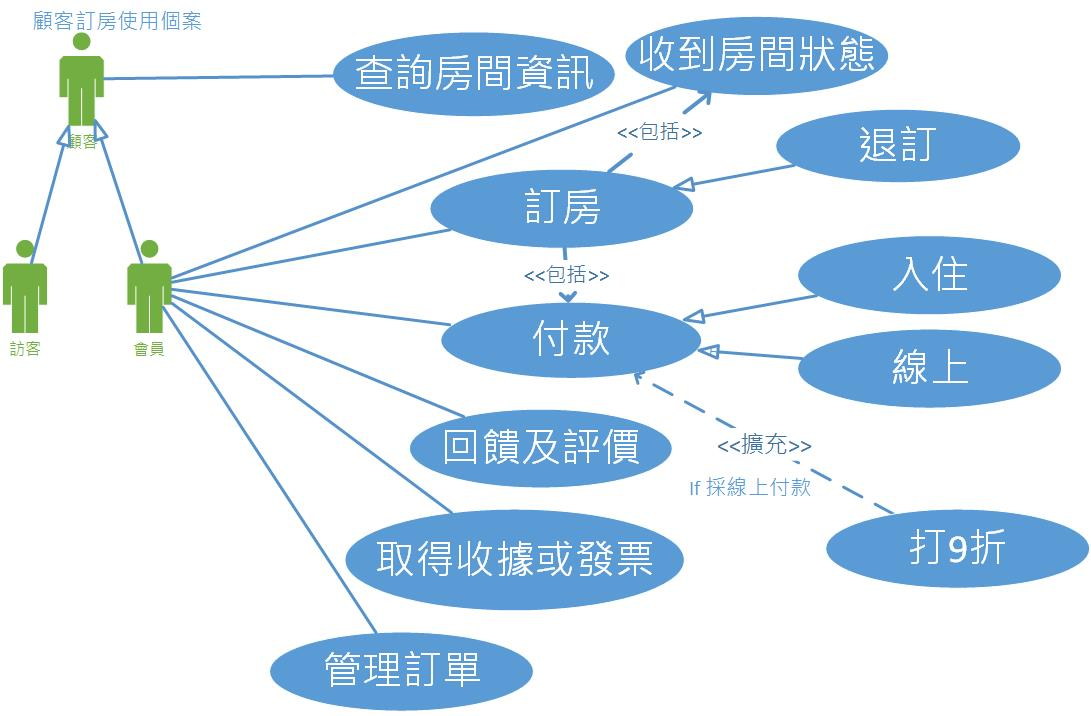 顧客訂房使用個案
顧客
訪客
會員
查詢房間資訊
收到房間狀態
<<包括>>
退訂
訂房
<<包括>>
入住
付款
線上
<<擴充>>
If 採線上付款
回饋及評價
打9折
取得收據或發票
管理訂單